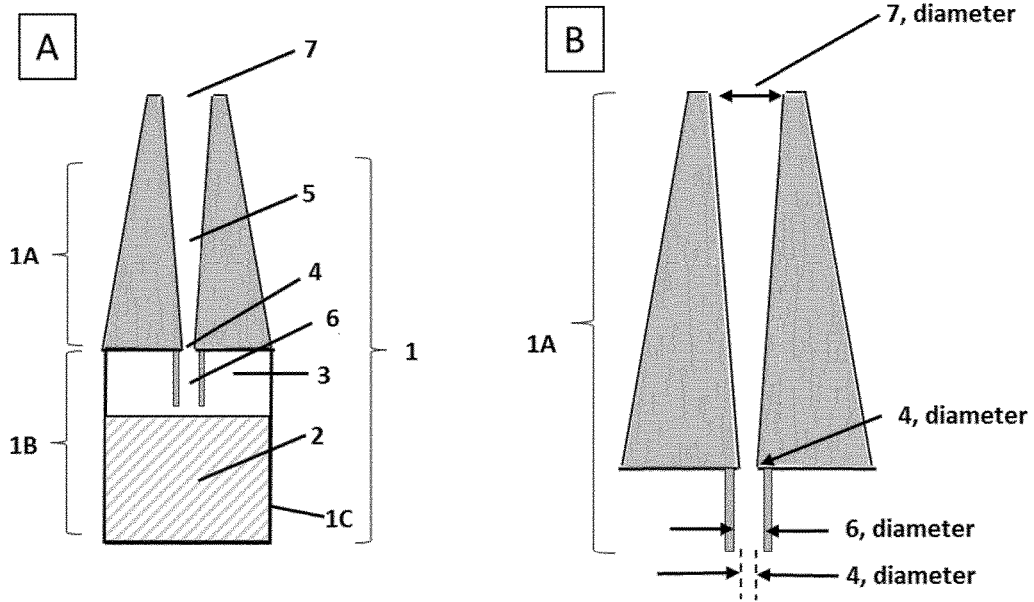 A
7
5
1A
4
6
1
3
1B
2
1C
B
7, diameter
1A
4, diameter
6, diameter
4, diameter